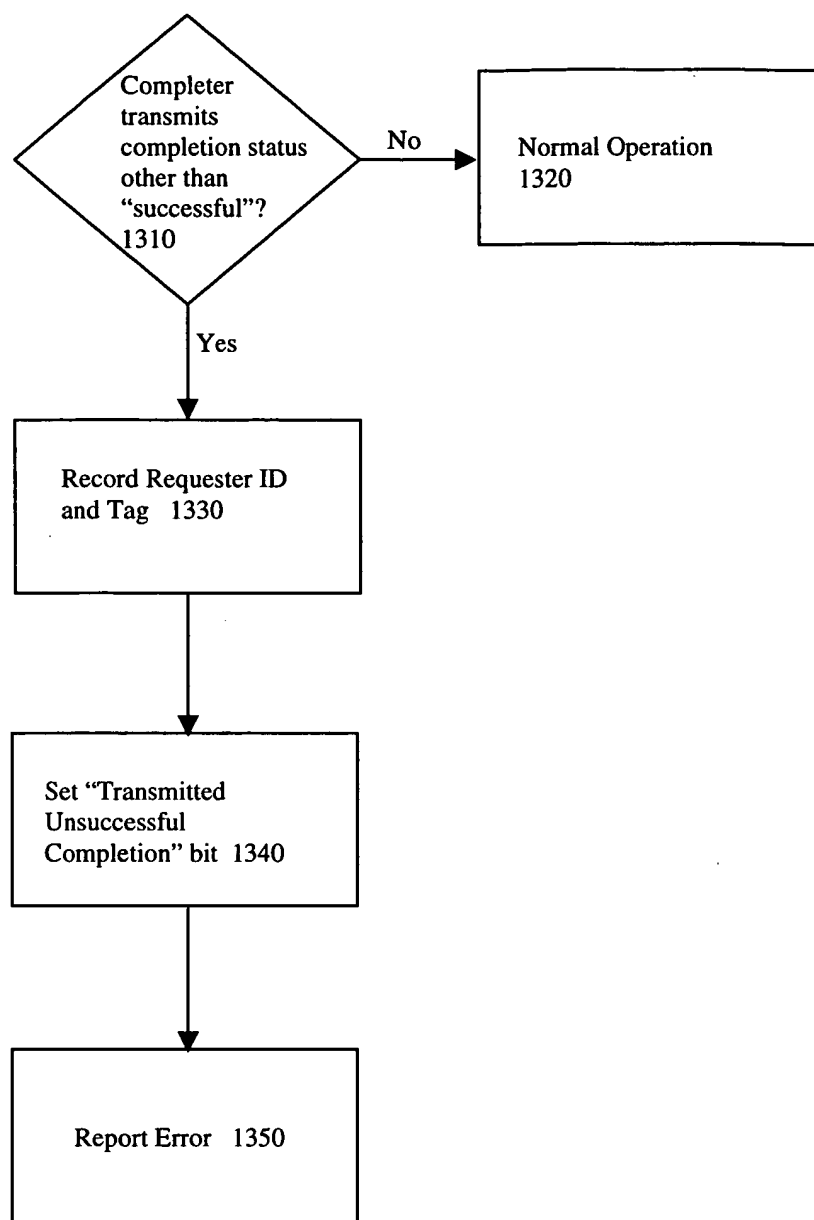 Completer
transmits
completion status
other than
“successful”?
1310
No
Normal Operation
1320
Yes
Record Requester ID
and Tag 1330
Set “Transmitted
Unsuccessful
Completion” bit 1340
Report Error 1350